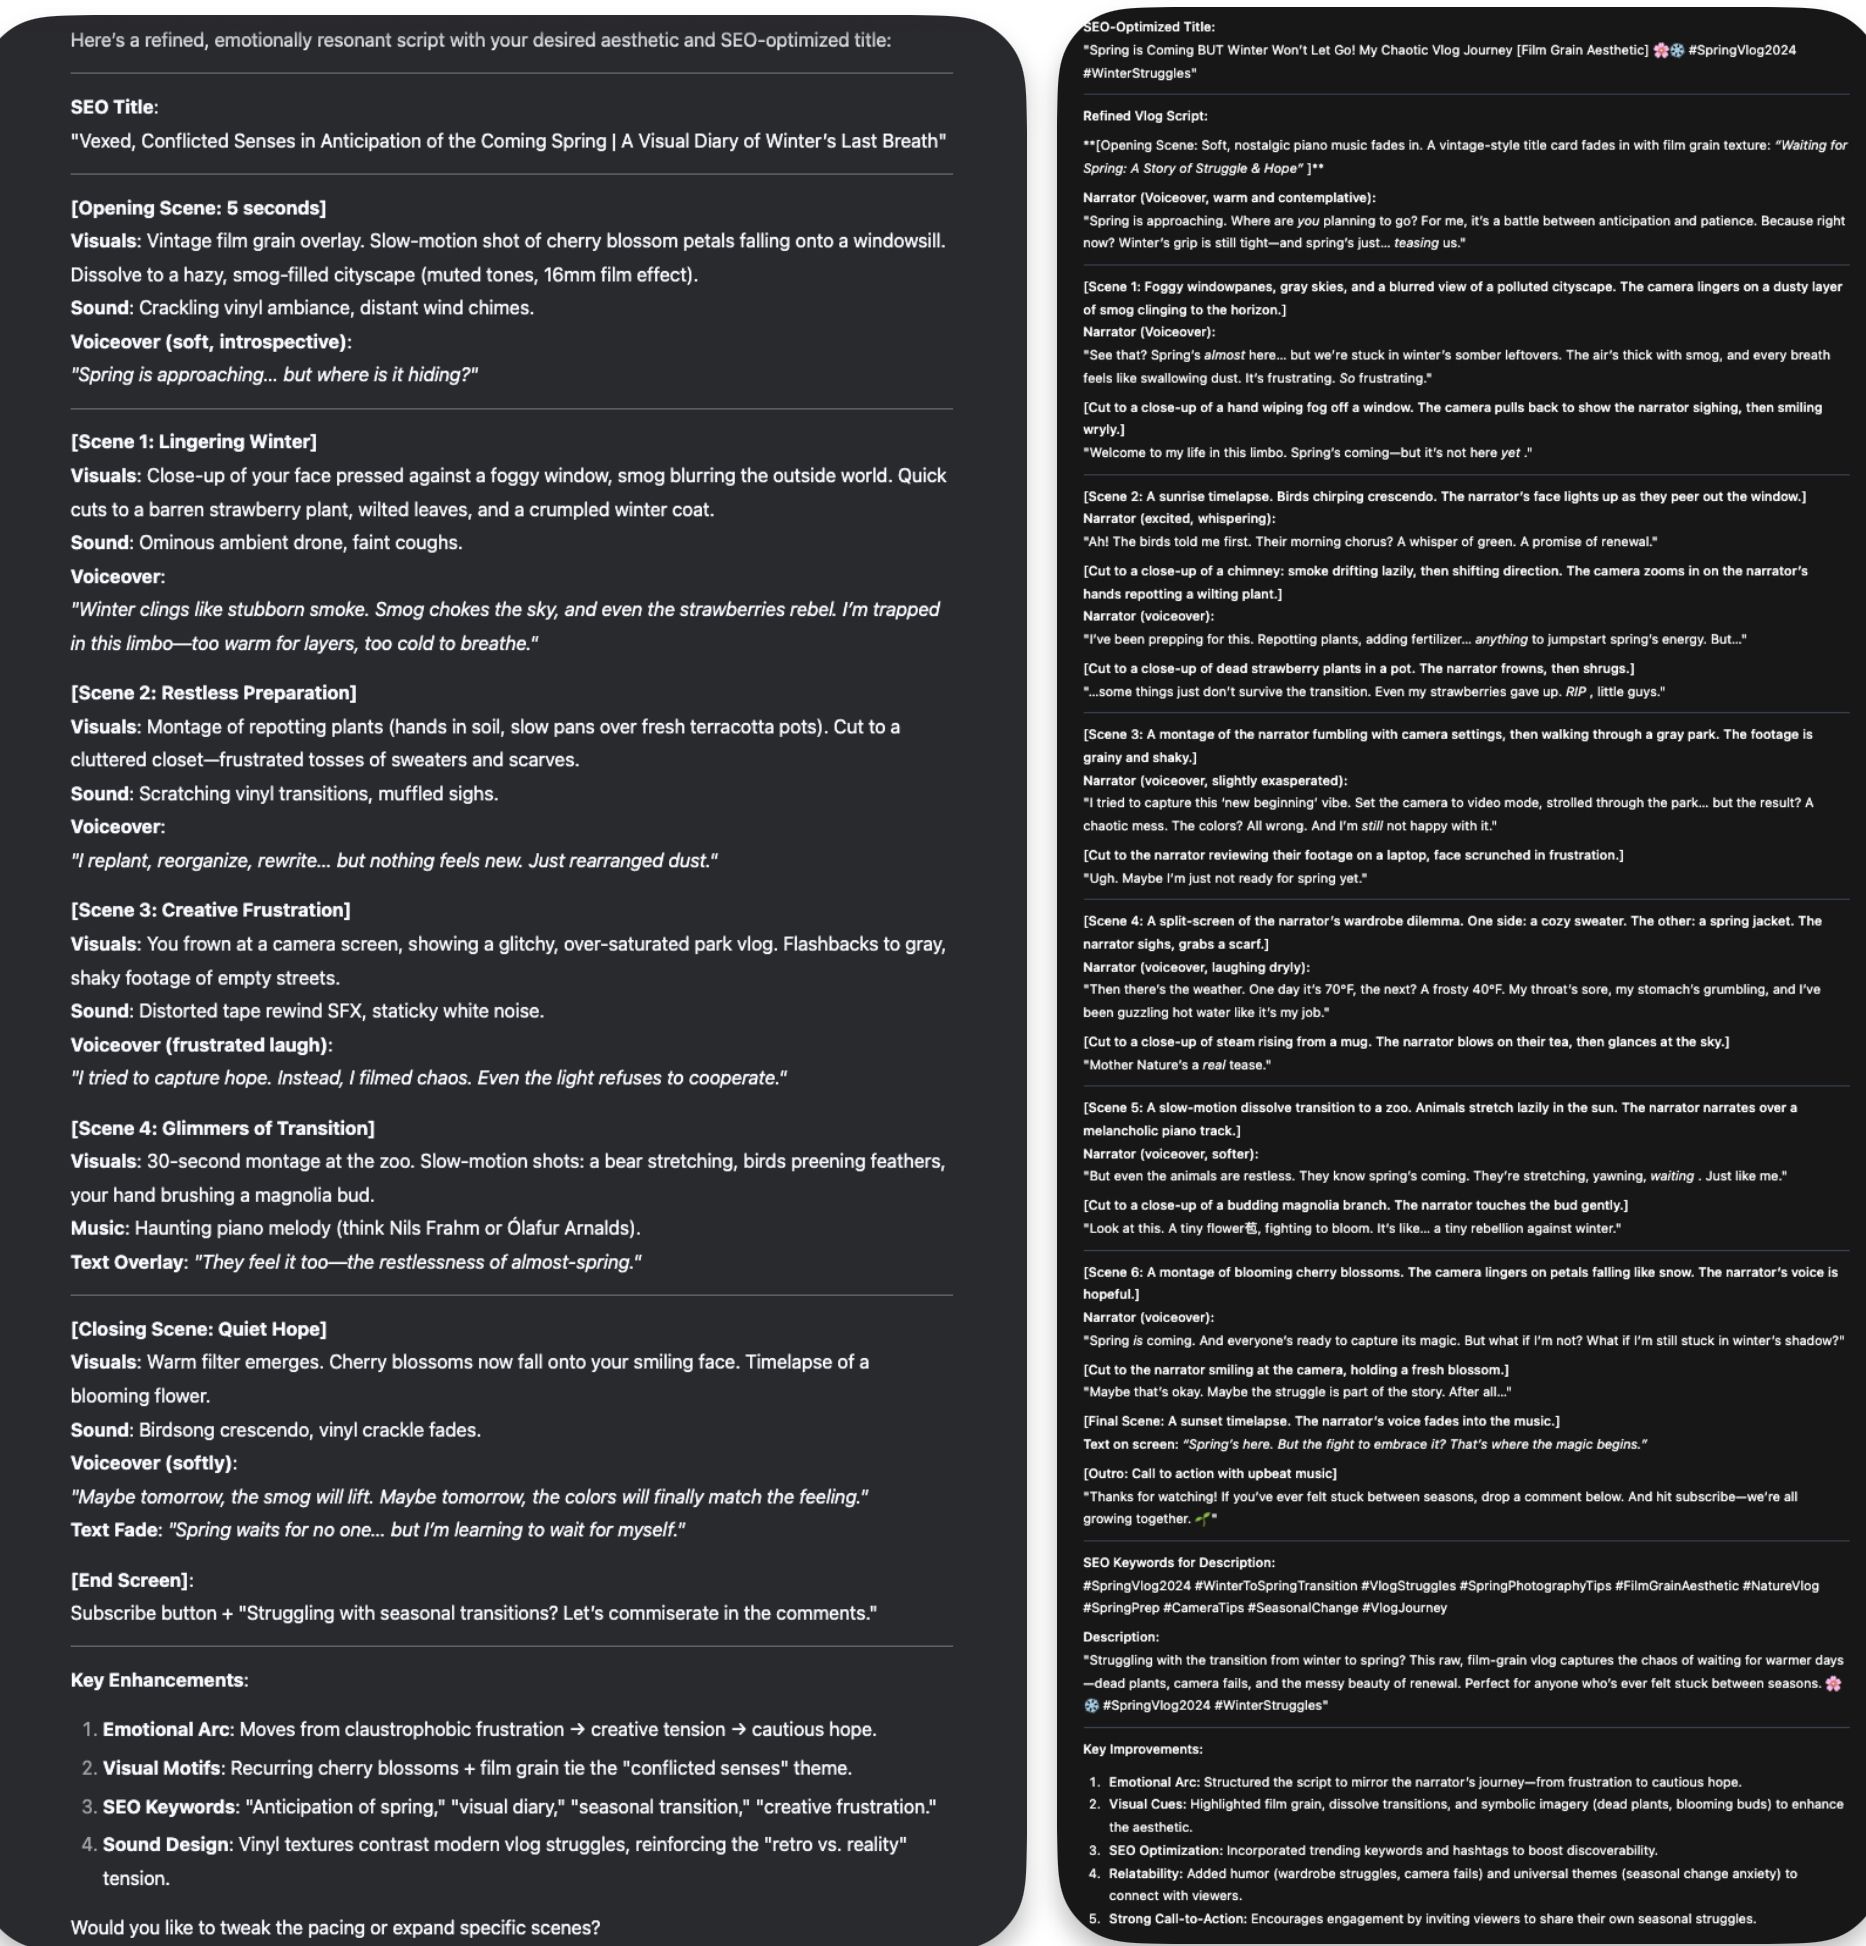 Here's a refined, emotionally resonant script with your desired aesthetic and SEO-optimized title:
SEO Title:
"Vexed, Conflicted Senses in Anticipation of the Coming Spring | A Visual Diary of Winter's Last Breath"
[Opening Scene: 5 seconds]
Visuals: Vintage film grain overlay. Slow-motion shot of cherry blossom petals falling onto a windowsill.
Dissolve to a hazy, smog-filled cityscape (muted tones, 16mm film effect).
Sound: Crackling vinyl ambiance, distant wind chimes.
Voiceover (soft, introspective):
"Spring is approaching... but where is it hiding?"
[Scene 1: Lingering Winter]
Visuals: Close-up of your face pressed against a foggy window, smog blurring the outside world. Quick
cuts to a barren strawberry plant, wilted leaves, and a crumpled winter coat.
Sound: Ominous ambient drone, faint coughs.
Voiceover:
"Winter clings like stubborn smoke. Smog chokes the sky, and even the strawberries rebel. I'm trapped
in this limbo—too warm for layers, too cold to breathe."
[Scene 2: Restless Preparation]
Visuals: Montage of repotting plants (hands in soil, slow pans over fresh terracotta pots). Cut to a
cluttered closet—frustrated tosses of sweaters and scarves.
Sound: Scratching vinyl transitions, muffled sighs.
Voiceover:
"I replant, reorganize, rewrite... but nothing feels new. Just rearranged dust."
[Scene 3: Creative Frustration]
Visuals: You frown at a camera screen, showing a glitchy, over-saturated park vlog. Flashbacks to gray,
shaky footage of empty streets.
Sound: Distorted tape rewind SFX, staticky white noise.
Voiceover (frustrated laugh):
"I tried to capture hope. Instead, I filmed chaos. Even the light refuses to cooperate."
[Scene 4: Glimmers of Transition]
Visuals: 30-second montage at the zoo. Slow-motion shots: a bear stretching, birds preening feathers,
your hand brushing a magnolia bud.
Music: Haunting piano melody (think Nils Frahm or Ólafur Arnalds).
Text Overlay: "They feel it too—the restlessness of almost-spring."
[Closing Scene: Quiet Hope]
Visuals: Warm filter emerges. Cherry blossoms now fall onto your smiling face. Timelapse of a
blooming flower.
Sound: Birdsong crescendo, vinyl crackle fades.
Voiceover (softly):
"Maybe tomorrow, the smog will lift. Maybe tomorrow, the colors will finally match the feeling."
Text Fade: "Spring waits for no one... but I'm learning to wait for myself."
[End Screen]:
Subscribe button + "Struggling with seasonal transitions? Let's commiserate in the comments."
Key Enhancements:
1. Emotional Arc: Moves from claustrophobic frustration → creative tension → cautious hope.
2. Visual Motifs: Recurring cherry blossoms + film grain tie the "conflicted senses" theme.
3. SEO Keywords: "Anticipation of spring," "visual diary," "seasonal transition," "creative frustration."
4. Sound Design: Vinyl textures contrast modern vlog struggles, reinforcing the "retro vs. reality"
tension.
Would you like to tweak the pacing or expand specific scenes?
SEO-Optimized Title:
"Spring is Coming BUT Winter Won't Let Go! My Chaotic Vlog Journey [Film Grain Aesthetic] 🌸❄️ #SpringVlog2024
#WinterStruggles"
Refined Vlog Script:
**[Opening Scene: Soft, nostalgic piano music fades in. A vintage-style title card fades in with film grain texture: "Waiting for
Spring: A Story of Struggle & Hope" ]**
Narrator (Voiceover, warm and contemplative):
"Spring is approaching. Where are you planning to go? For me, it's a battle between anticipation and patience. Because right
now? Winter's grip is still tight—and spring's just... teasing us."
[Scene 1: Foggy windowpanes, gray skies, and a blurred view of a polluted cityscape. The camera lingers on a dusty layer
of smog clinging to the horizon.]
Narrator (Voiceover):
"See that? Spring's almost here... but we're stuck in winter's somber leftovers. The air's thick with smog, and every breath
feels like swallowing dust. It's frustrating. So frustrating."
[Cut to a close-up of a hand wiping fog off a window. The camera pulls back to show the narrator sighing, then smiling
wryly.]
"Welcome to my life in this limbo. Spring's coming—but it's not here yet ."
[Scene 2: A sunrise timelapse. Birds chirping crescendo. The narrator's face lights up as they peer out the window.]
Narrator (excited, whispering):
"Ah! The birds told me first. Their morning chorus? A whisper of green. A promise of renewal."
[Cut to a close-up of a chimney: smoke drifting lazily, then shifting direction. The camera zooms in on the narrator's
hands repotting a wilting plant.]
Narrator (voiceover):
"I've been prepping for this. Repotting plants, adding fertilizer... anything to jumpstart spring's energy. But..."
[Cut to a close-up of dead strawberry plants in a pot. The narrator frowns, then shrugs.]
"...some things just don't survive the transition. Even my strawberries gave up. RIP , little guys."
[Scene 3: A montage of the narrator fumbling with camera settings, then walking through a gray park. The footage is
grainy and shaky.]
Narrator (voiceover, slightly exasperated):
"I tried to capture this 'new beginning' vibe. Set the camera to video mode, strolled through the park... but the result? A
chaotic mess. The colors? All wrong. And I'm still not happy with it."
[Cut to the narrator reviewing their footage on a laptop, face scrunched in frustration.]
"Ugh. Maybe I'm just not ready for spring yet."
[Scene 4: A split-screen of the narrator's wardrobe dilemma. One side: a cozy sweater. The other: a spring jacket. The
narrator sighs, grabs a scarf.]
Narrator (voiceover, laughing dryly):
"Then there's the weather. One day it's 70°F, the next? A frosty 40°F. My throat's sore, my stomach's grumbling, and I've
been guzzling hot water like it's my job."
[Cut to a close-up of steam rising from a mug. The narrator blows on their tea, then glances at the sky.]
"Mother Nature's a real tease."
[Scene 5: A slow-motion dissolve transition to a zoo. Animals stretch lazily in the sun. The narrator narrates over a
melancholic piano track.]
Narrator (voiceover, softer):
"But even the animals are restless. They know spring's coming. They're stretching, yawning, waiting . Just like me."
[Cut to a close-up of a budding magnolia branch. The narrator touches the bud gently.]
"Look at this. A tiny flower苞, fighting to bloom. It's like... a tiny rebellion against winter."
[Scene 6: A montage of blooming cherry blossoms. The camera lingers on petals falling like snow. The narrator's voice is
hopeful.]
Narrator (voiceover):
"Spring is coming. And everyone's ready to capture its magic. But what if I'm not? What if I'm still stuck in winter's shadow?"
[Cut to the narrator smiling at the camera, holding a fresh blossom.]
"Maybe that's okay. Maybe the struggle is part of the story. After all..."
[Final Scene: A sunset timelapse. The narrator's voice fades into the music.]
Text on screen: "Spring's here. But the fight to embrace it? That's where the magic begins."
[Outro: Call to action with upbeat music]
"Thanks for watching! If you've ever felt stuck between seasons, drop a comment below. And hit subscribe—we're all
growing together. 🌱"
SEO Keywords for Description:
#SpringVlog2024 #WinterToSpringTransition #VlogStruggles #SpringPhotographyTips #FilmGrainAesthetic #NatureVlog
#SpringPrep #CameraTips #SeasonalChange #VlogJourney
Description:
"Struggling with the transition from winter to spring? This raw, film-grain vlog captures the chaos of waiting for warmer days
—dead plants, camera fails, and the messy beauty of renewal. Perfect for anyone who's ever felt stuck between seasons. 🌸
❄️ #SpringVlog2024 #WinterStruggles"
Key Improvements:
1. Emotional Arc: Structured the script to mirror the narrator's journey—from frustration to cautious hope.
2. Visual Cues: Highlighted film grain, dissolve transitions, and symbolic imagery (dead plants, blooming buds) to enhance
the aesthetic.
3. SEO Optimization: Incorporated trending keywords and hashtags to boost discoverability.
4. Relatability: Added humor (wardrobe struggles, camera fails) and universal themes (seasonal change anxiety) to
connect with viewers.
5. Strong Call-to-Action: Encourages engagement by inviting viewers to share their own seasonal struggles.